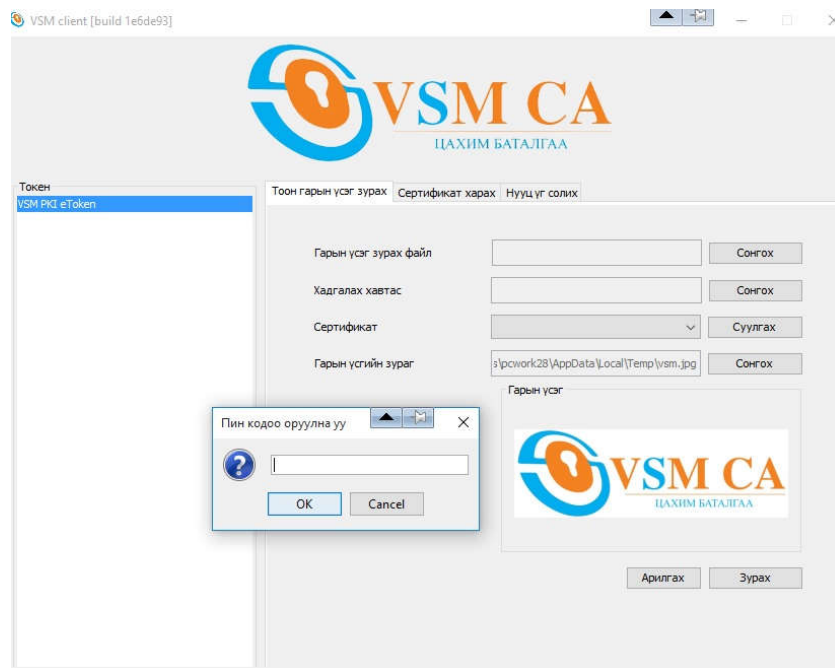 VSM client [build 1e6de93]
VSM CA
ЦАХИМ БАТАЛГАА
Токен
VSM PKI eToken
Тоон гарын үсэг зурах Сертификат харах Нууц үг солих
Гарын үсэг зурах файл Сонгох
Хадгалах хавтас Сонгох
Сертификат Суулгах
Гарын үсгийн зураг s\pcwork28\AppData\Local\Temp\vsm.jpg Сонгох
Гарын үсэг
VSM CA
ЦАХИМ БАТАЛГАА
Пин кодоо оруулна уу
OK Cancel
Арилгах Зурах